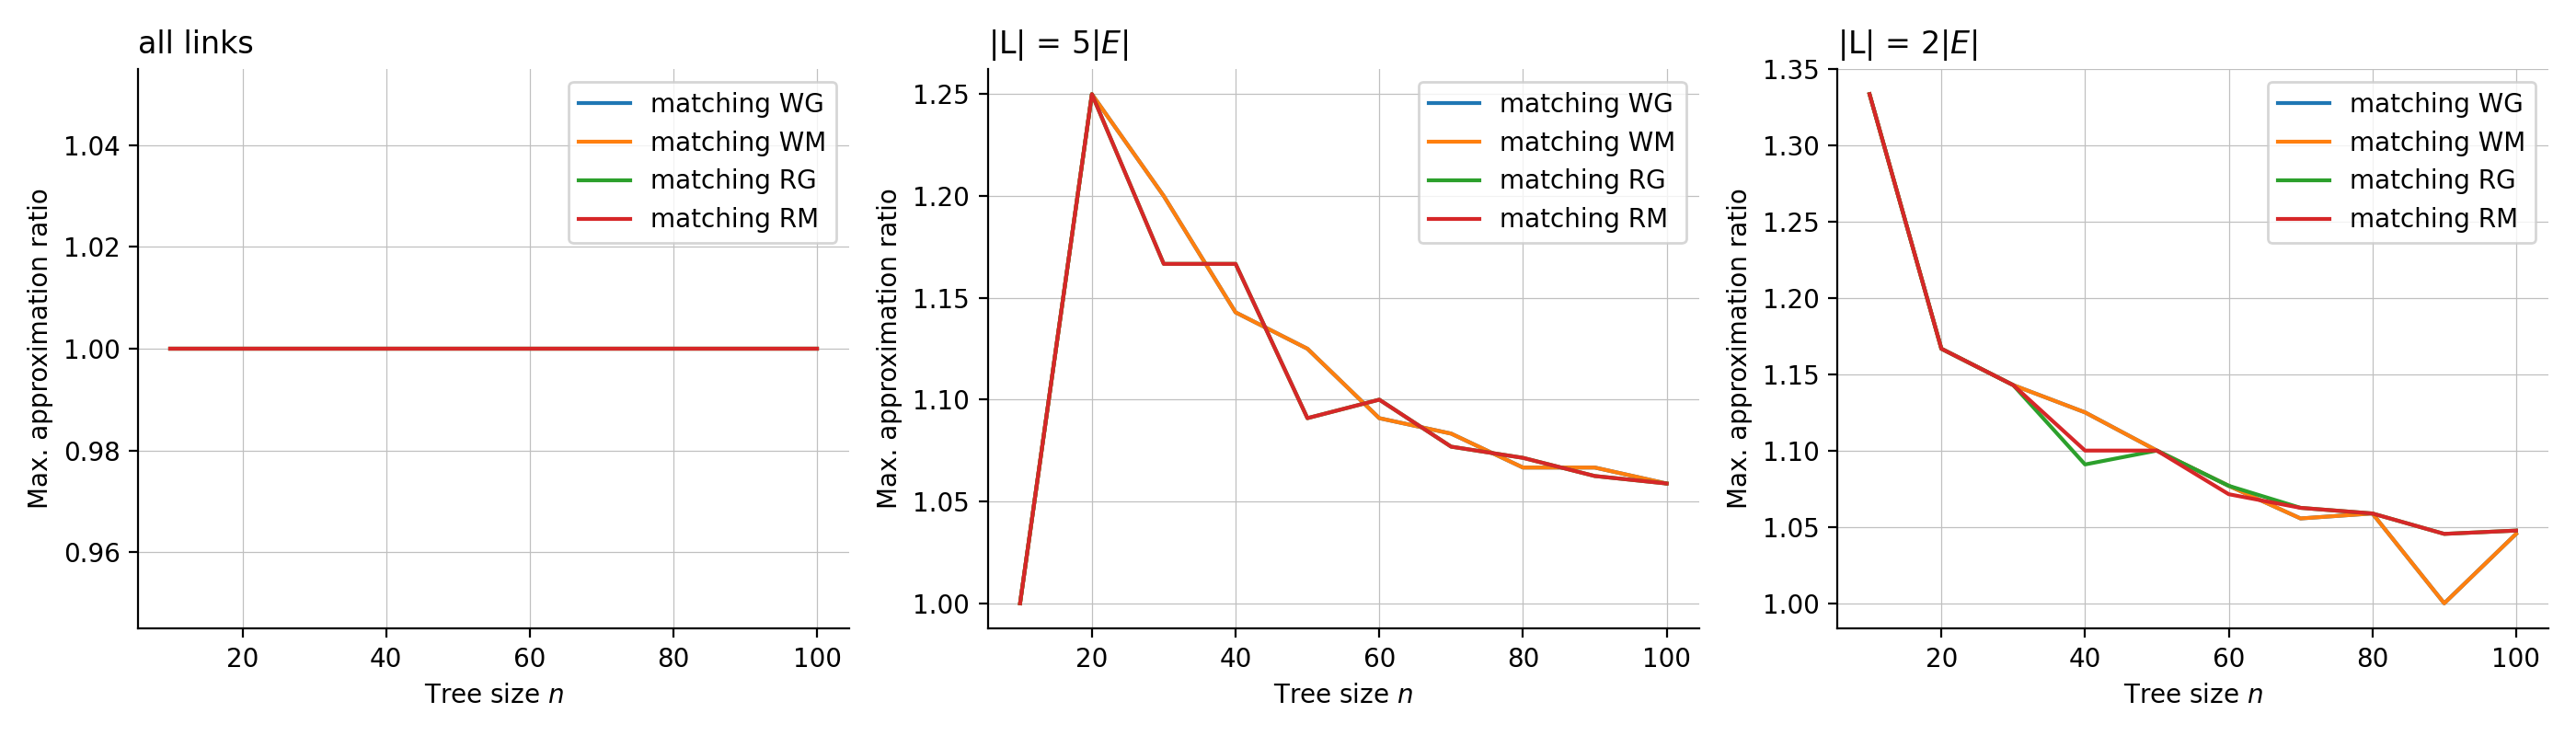 all links
Max. approximation ratio
1.04
1.02
1.00
0.98
0.96
20 40 60 80 100
Tree size n
matching WG
matching WM
matching RG
matching RM
|L| = 5|E|
Max. approximation ratio
1.25
1.20
1.15
1.10
1.05
1.00
20 40 60 80 100
Tree size n
matching WG
matching WM
matching RG
matching RM
|L| = 2|E|
Max. approximation ratio
1.35
1.30
1.25
1.20
1.15
1.10
1.05
1.00
20 40 60 80 100
Tree size n
matching WG
matching WM
matching RG
matching RM